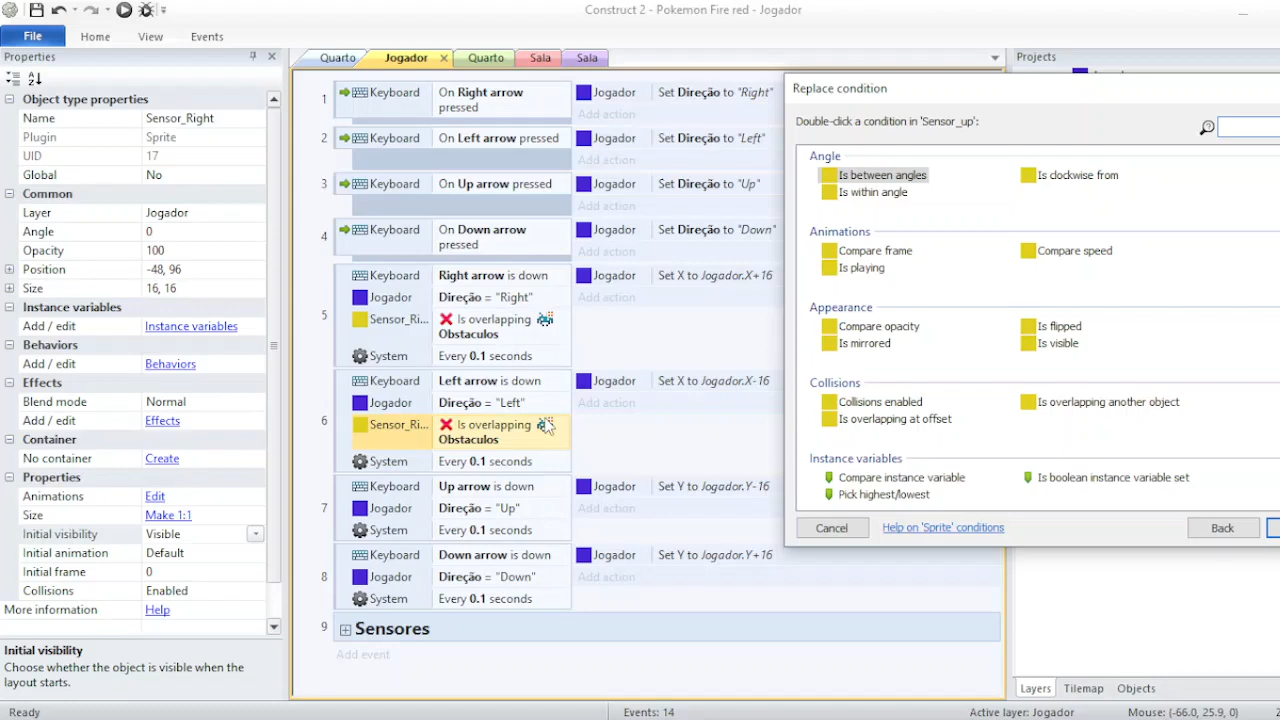 Construct 2 - Pokemon Fire red - Jogador
File Home View Events
Properties
Object type properties
Name Sensor_Right
Plugin Sprite
UID 17
Global No
Common
Layer Jogador
Angle 0
Opacity 100
Position -48, 96
Size 16, 16
Instance variables
Add / edit Instance variables
Behaviors
Add / edit Behaviors
Effects
Blend mode Normal
Add / edit Effects
Container
No container Create
Properties
Animations Edit
Size Make 1:1
Initial visibility Visible
Initial animation Default
Initial frame 0
Collisions Enabled
More information Help
Initial visibility
Choose whether the object is visible when the
layout starts.
Quarto Jogador Quarto Sala Sala
1 Keyboard On Right arrow pressed Jogador Set Direção to "Right"
Add action
2 Keyboard On Left arrow pressed Jogador Set Direção to "Left"
Add action
3 Keyboard On Up arrow pressed Jogador Set Direção to "Up"
Add action
4 Keyboard On Down arrow pressed Jogador Set Direção to "Down"
Add action
5 Keyboard Right arrow is down Jogador Set X to Jogador.X+16
Jogador Direção = "Right" Add action
Sensor_Ri... Is overlapping
Obstaculos
System Every 0.1 seconds
6 Keyboard Left arrow is down Jogador Set X to Jogador.X-16
Jogador Direção = "Left" Add action
Sensor_Ri... Is overlapping
Obstaculos
System Every 0.1 seconds
7 Keyboard Up arrow is down Jogador Set Y to Jogador.Y-16
Jogador Direção = "Up" Add action
System Every 0.1 seconds
8 Keyboard Down arrow is down Jogador Set Y to Jogador.Y+16
Jogador Direção = "Down" Add action
System Every 0.1 seconds
9 Sensores
Add event
Projects
Replace condition
Double-click a condition in 'Sensor_up':
Angle
Is between angles Is clockwise from
Is within angle
Animations
Compare frame Compare speed
Is playing
Appearance
Compare opacity Is flipped
Is mirrored Is visible
Collisions
Collisions enabled Is overlapping another object
Is overlapping at offset
Instance variables
Compare instance variable Is boolean instance variable set
Pick highest/lowest
Cancel Help on 'Sprite' conditions Back
Layers Tilemap Objects
Ready Events: 14 Active layer: Jogador Mouse: (-66.0, 25.9, 0)